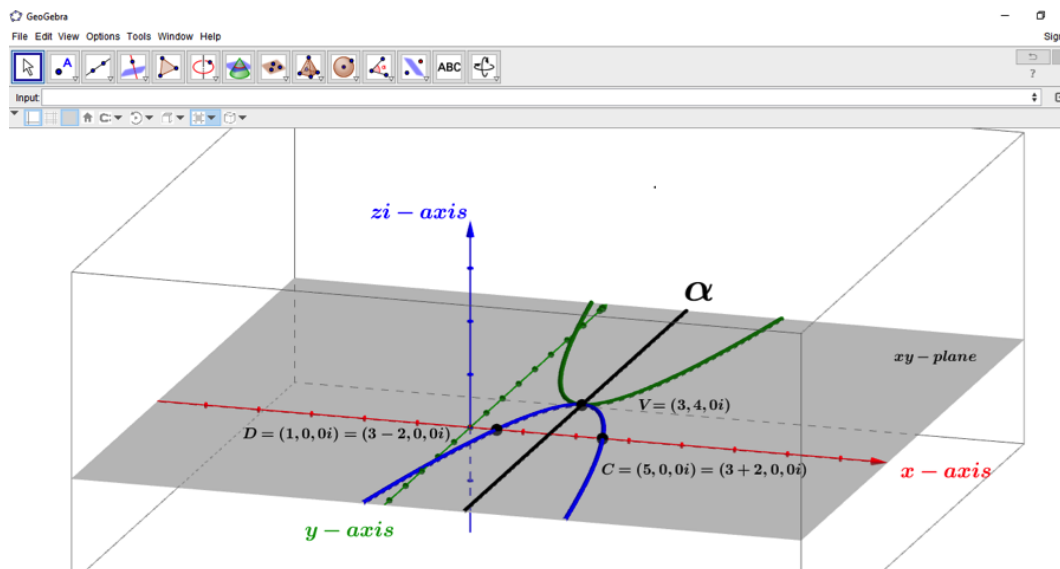 GeoGebra
File Edit View Options Tools Window Help
Sign
ABC
?
Input:
zi − axis
α
xy − plane
V = (3, 4, 0i)
D = (1, 0, 0i) = (3 − 2, 0, 0i)
C = (5, 0, 0i) = (3 + 2, 0, 0i)
x − axis
y − axis